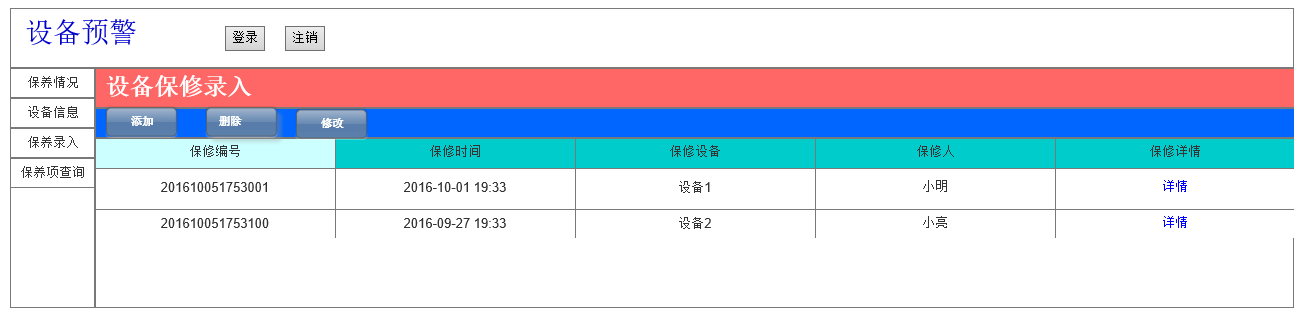 设备预警 登录 注销
保养情况
设备信息
保养录入
保养项查询
设备保修录入
添加 删除 修改
保修编号 保修时间 保修设备 保修人 保修详情
201610051753001 2016-10-01 19:33 设备1 小明 详情
201610051753100 2016-09-27 19:33 设备2 小亮 详情